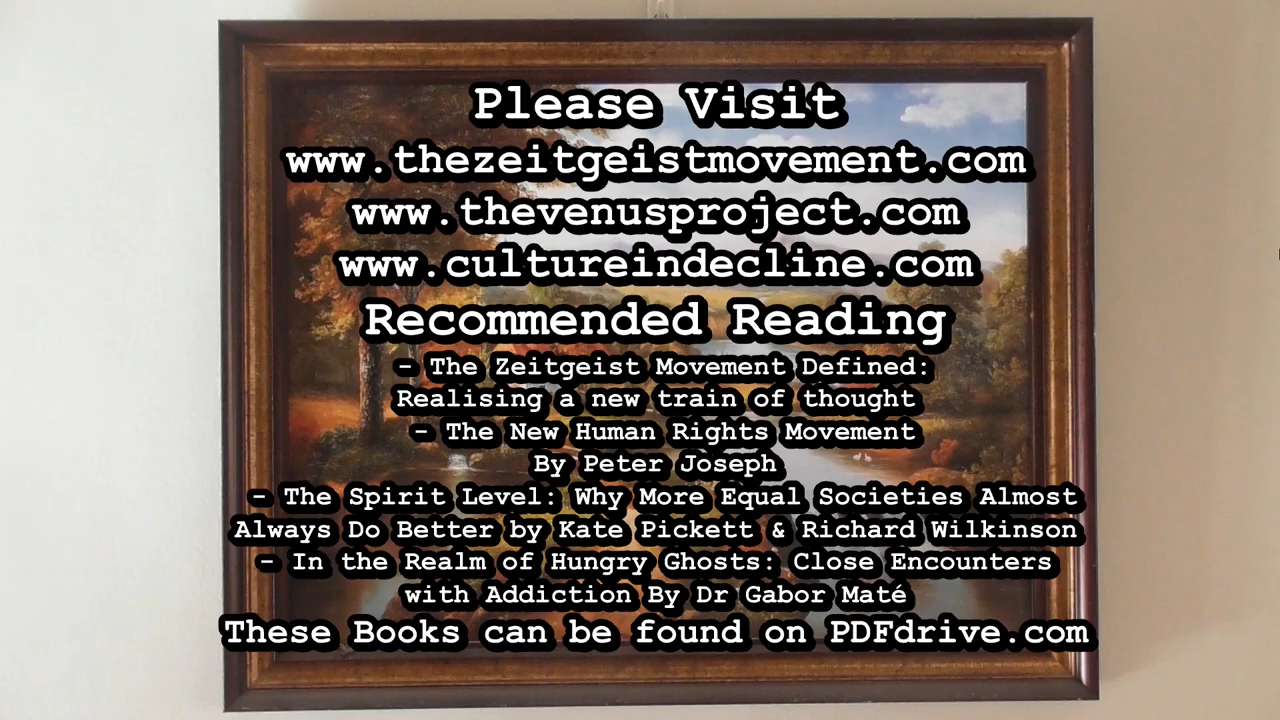 Please Visit
www.thezeitgeistmovement.com
www.thevenusproject.com
www.cultureindecline.com
Recommended Reading
- The Zeitgeist Movement Defined:
Realising a new train of thought
- The New Human Rights Movement
By Peter Joseph
- The Spirit Level: Why More Equal Societies Almost
Always Do Better by Kate Pickett & Richard Wilkinson
- In the Realm of Hungry Ghosts: Close Encounters
with Addiction By Dr Gabor Maté
These Books can be found on PDFdrive.com